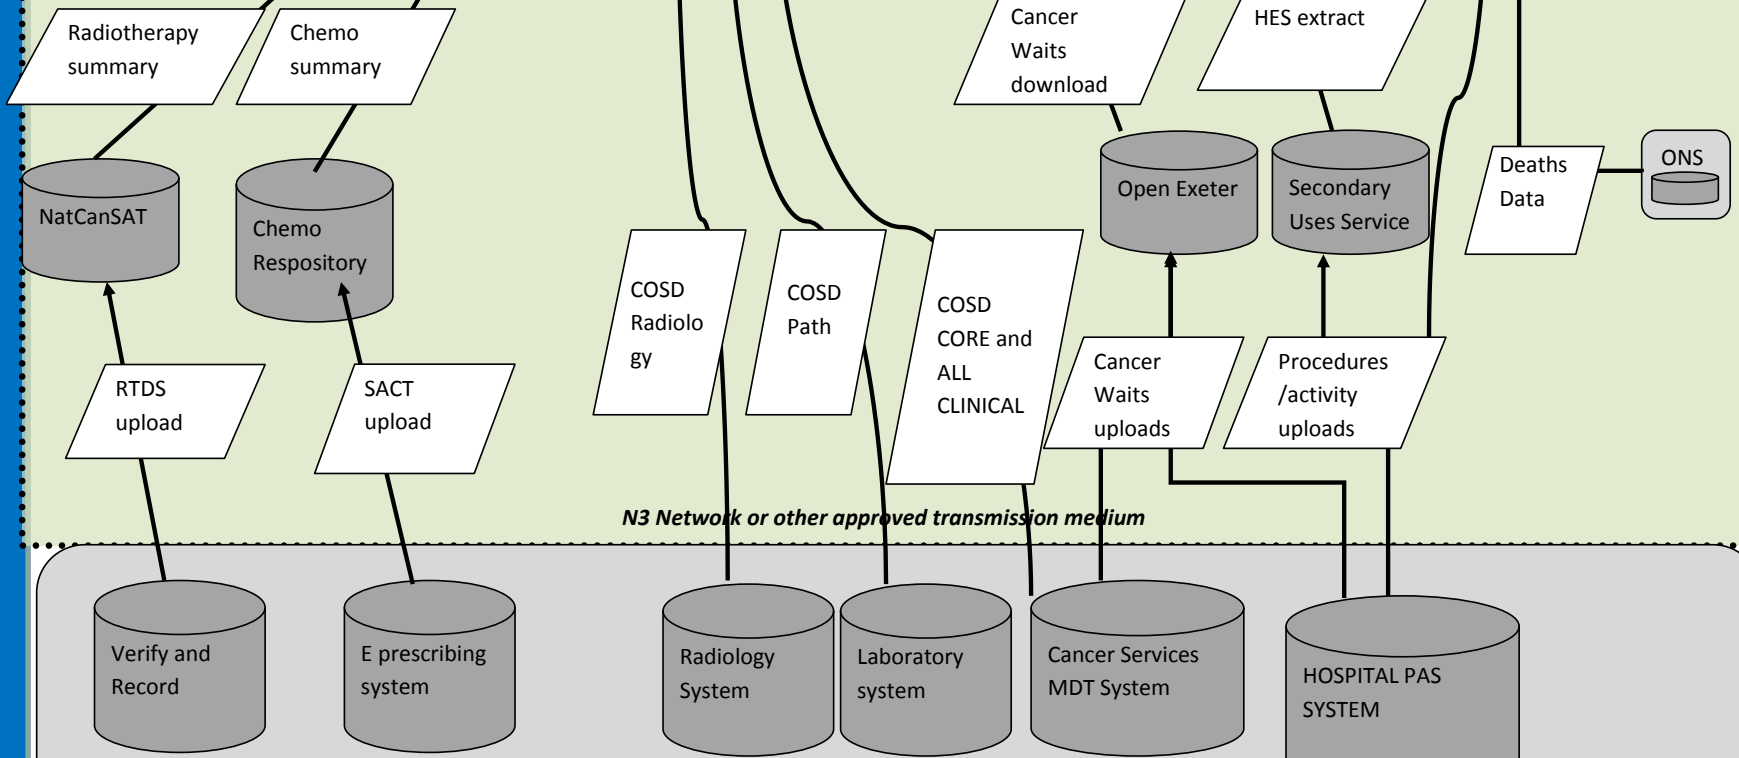 Radiotherapy
summary
Chemo
summary
Cancer
Waits
download
HES extract
NatCanSAT
Chemo
Respository
Open Exeter
Secondary
Uses Service
Deaths
Data
ONS
COSD
Radiolo
gy
COSD
Path
COSD
CORE and
ALL
CLINICAL
Cancer
Waits
uploads
Procedures
/activity
uploads
RTDS
upload
SACT
upload
N3 Network or other approved transmission medium
Verify and
Record
E prescribing
system
Radiology
System
Laboratory
system
Cancer Services
MDT System
HOSPITAL PAS
SYSTEM